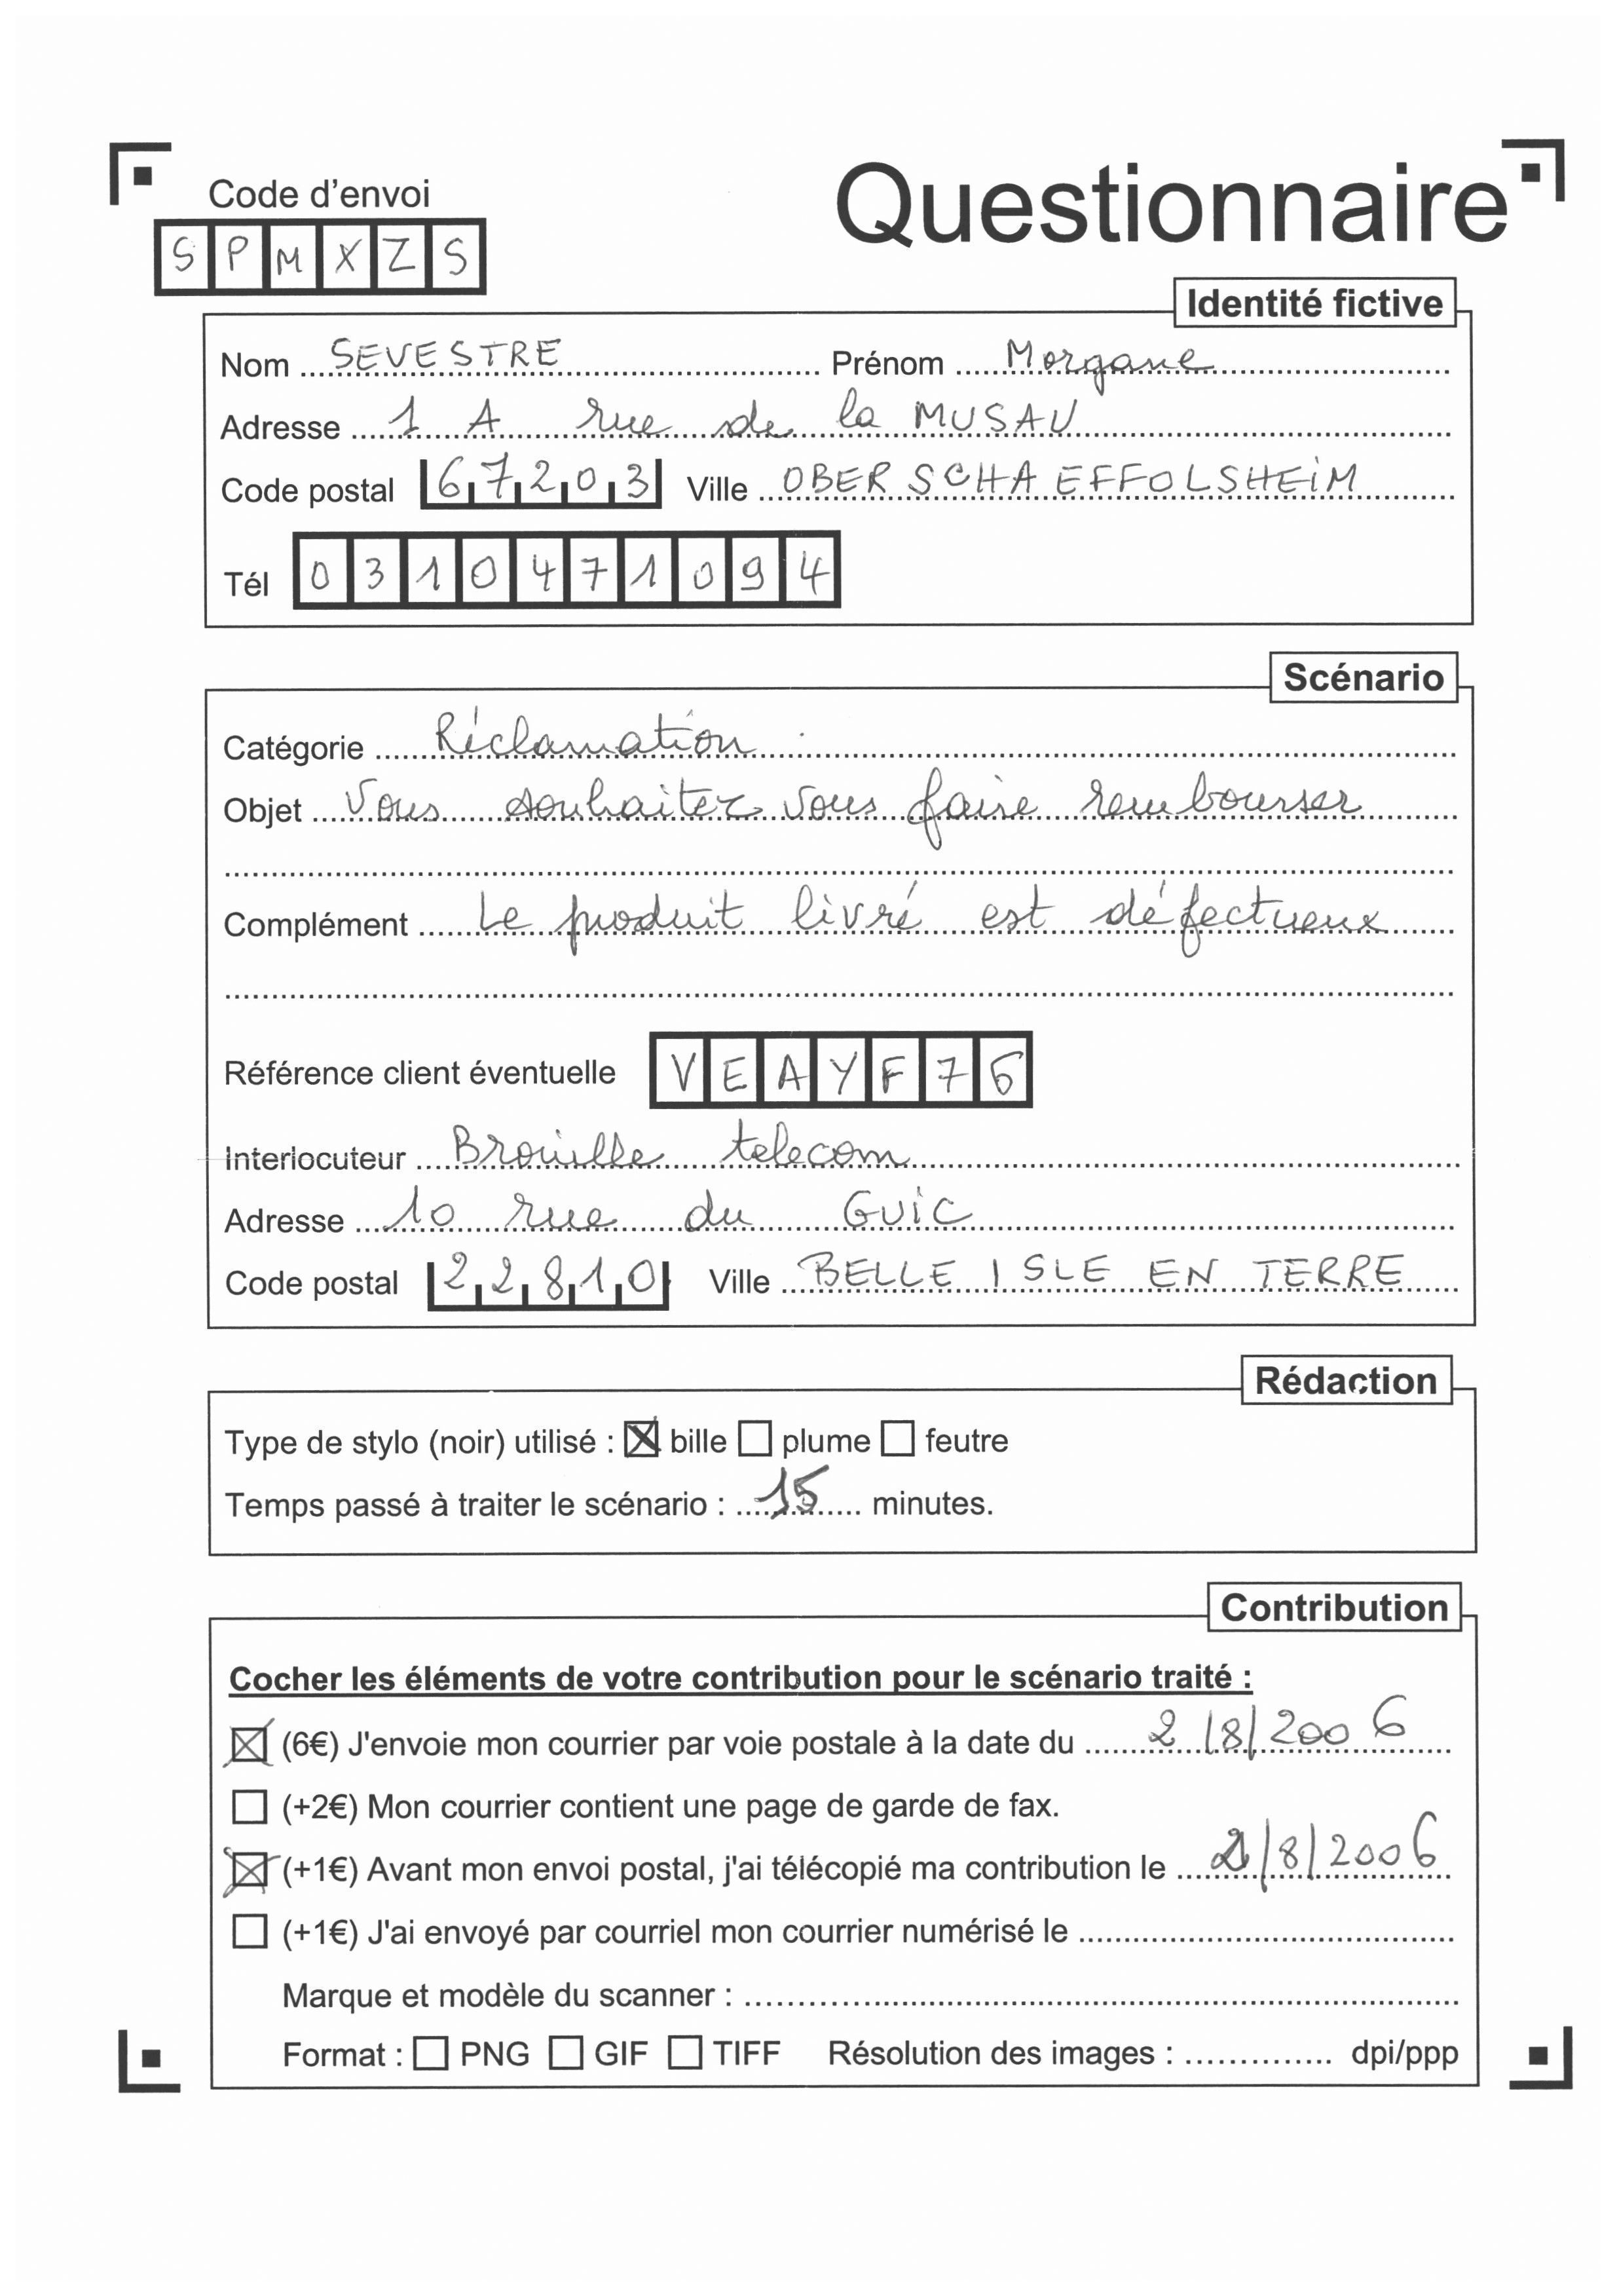 Code d'envoi
Questionnaire
SPMXZS
Identité fictive
Nom SEVESTRE Prénom Morgane
Adresse 1 A rue de la MUSAU
Code postal 67203 Ville OBERSCHAEFFOLSHEIM
Tél 0310471094
Scénario
Catégorie Réclamation
Objet Vous souhaitez vous faire rembourser
Complément Le produit livré est défectueux
Référence client éventuelle VEAYF76
Interlocuteur Brouille telecom
Adresse 10 rue du GUIC
Code postal 22810 Ville BELLE ISLE EN TERRE
Rédaction
Type de stylo (noir) utilisé : ☒ bille ☐ plume ☐ feutre
Temps passé à traiter le scénario : 15 minutes.
Contribution
Cocher les éléments de votre contribution pour le scénario traité :
☒ (6€) J'envoie mon courrier par voie postale à la date du 2/8/2006
☐ (+2€) Mon courrier contient une page de garde de fax.
☒ (+1€) Avant mon envoi postal, j'ai télécopié ma contribution le 2/8/2006
☐ (+1€) J'ai envoyé par courriel mon courrier numérisé le
Marque et modèle du scanner :
Format : ☐ PNG ☐ GIF ☐ TIFF Résolution des images : dpi/ppp